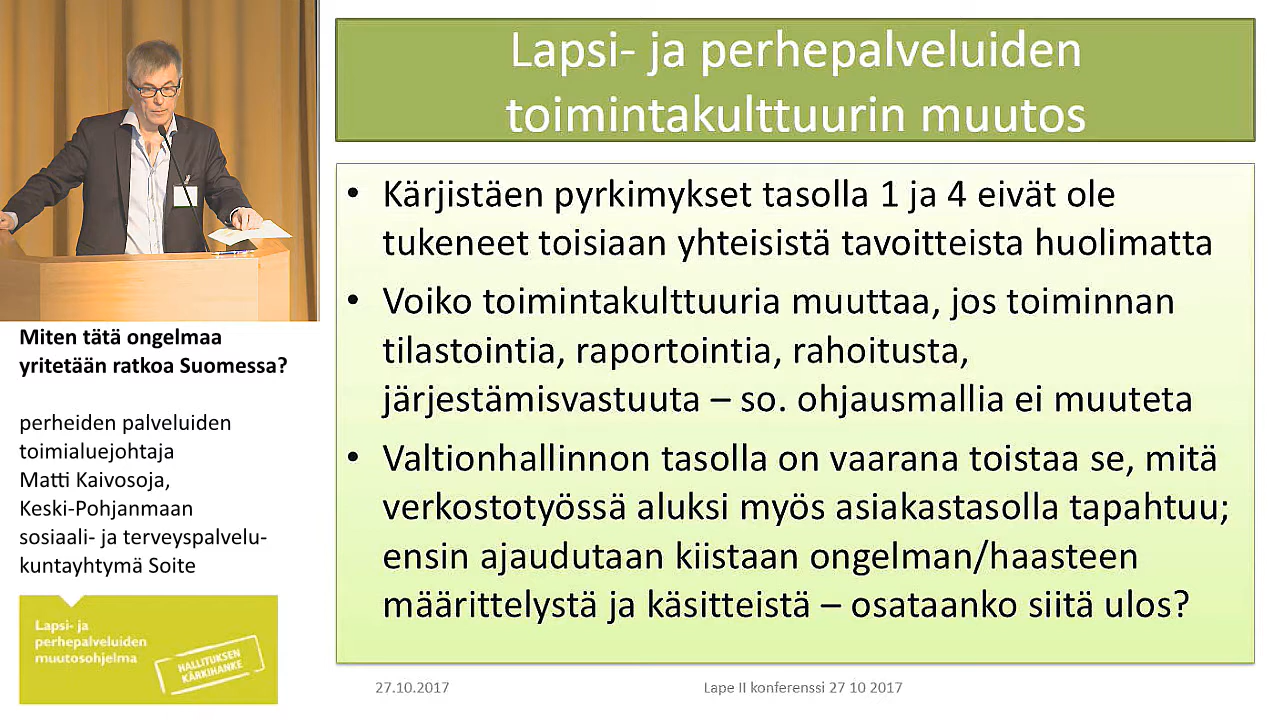 Lapsi- ja perhepalveluiden
toimintakulttuurin muutos
• Kärjistäen pyrkimykset tasolla 1 ja 4 eivät ole
tukeneet toisiaan yhteisistä tavoitteista huolimatta
• Voiko toimintakulttuuria muuttaa, jos toiminnan
tilastointia, raportointia, rahoitusta,
järjestämisvastuuta – so. ohjausmallia ei muuteta
• Valtionhallinnon tasolla on vaarana toistaa se, mitä
verkostotyössä aluksi myös asiakastasolla tapahtuu;
ensin ajaudutaan kiistaan ongelman/haasteen
määrittelystä ja käsitteistä – osataanko siitä ulos?
27.10.2017
Lape II konferenssi 27 10 2017
Miten tätä ongelmaa
yritetään ratkoa Suomessa?
perheiden palveluiden
toimialuejohtaja
Matti Kaivosoja,
Keski-Pohjanmaan
sosiaali- ja terveyspalvelu-
kuntayhtymä Soite
Lapsi- ja
perhepalveluiden
muutosohjelma
HALLITUKSEN
KÄRKIHANKE